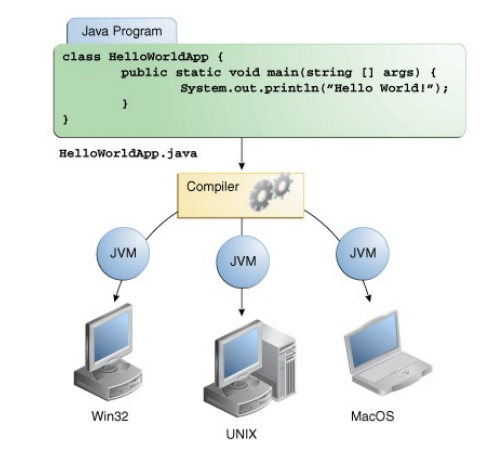 Java Program
class HelloWorldApp {
public static void main(string [] args) {
System.out.println(“Hello World!”);
}
}
HelloWorldApp.java
Compiler
JVM
JVM
JVM
Win32
UNIX
MacOS